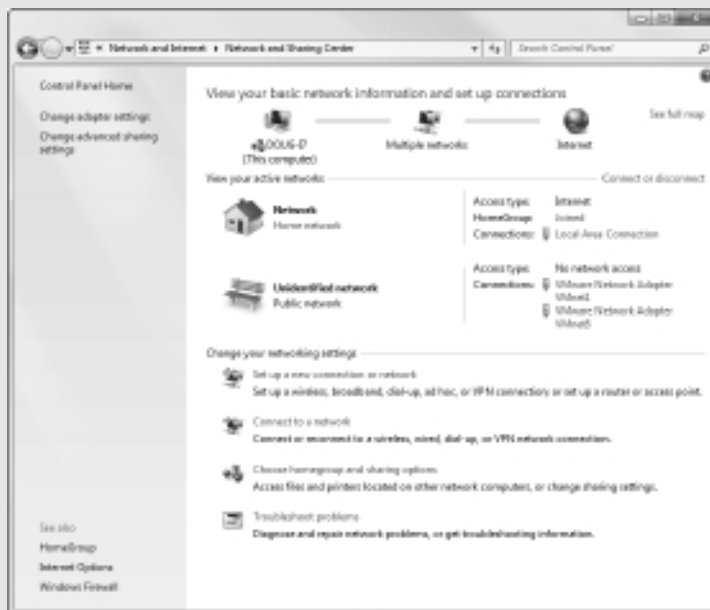 « Network and Internet ▸ Network and Sharing Center
Search Control Panel
Control Panel Home
Change adapter settings
Change advanced sharing
settings
View your basic network information and set up connections
See full map
(This computer)
Multiple networks
Internet
View your active networks
Connect or disconnect
Network
Home network
Access type: Internet
HomeGroup: Joined
Connections: Local Area Connection
Unidentified network
Public network
Access type: No network access
Connections: VMware Network Adapter
VMware Network Adapter
Change your networking settings
Set up a new connection or network
Set up a wireless, broadband, dial-up, ad hoc, or VPN connection; or set up a router or access point.
Connect to a network
Connect or reconnect to a wireless, wired, dial-up, or VPN network connection.
Choose homegroup and sharing options
Access files and printers located on other network computers, or change sharing settings.
Troubleshoot problems
Diagnose and repair network problems, or get troubleshooting information.
See also
HomeGroup
Internet Options
Windows Firewall